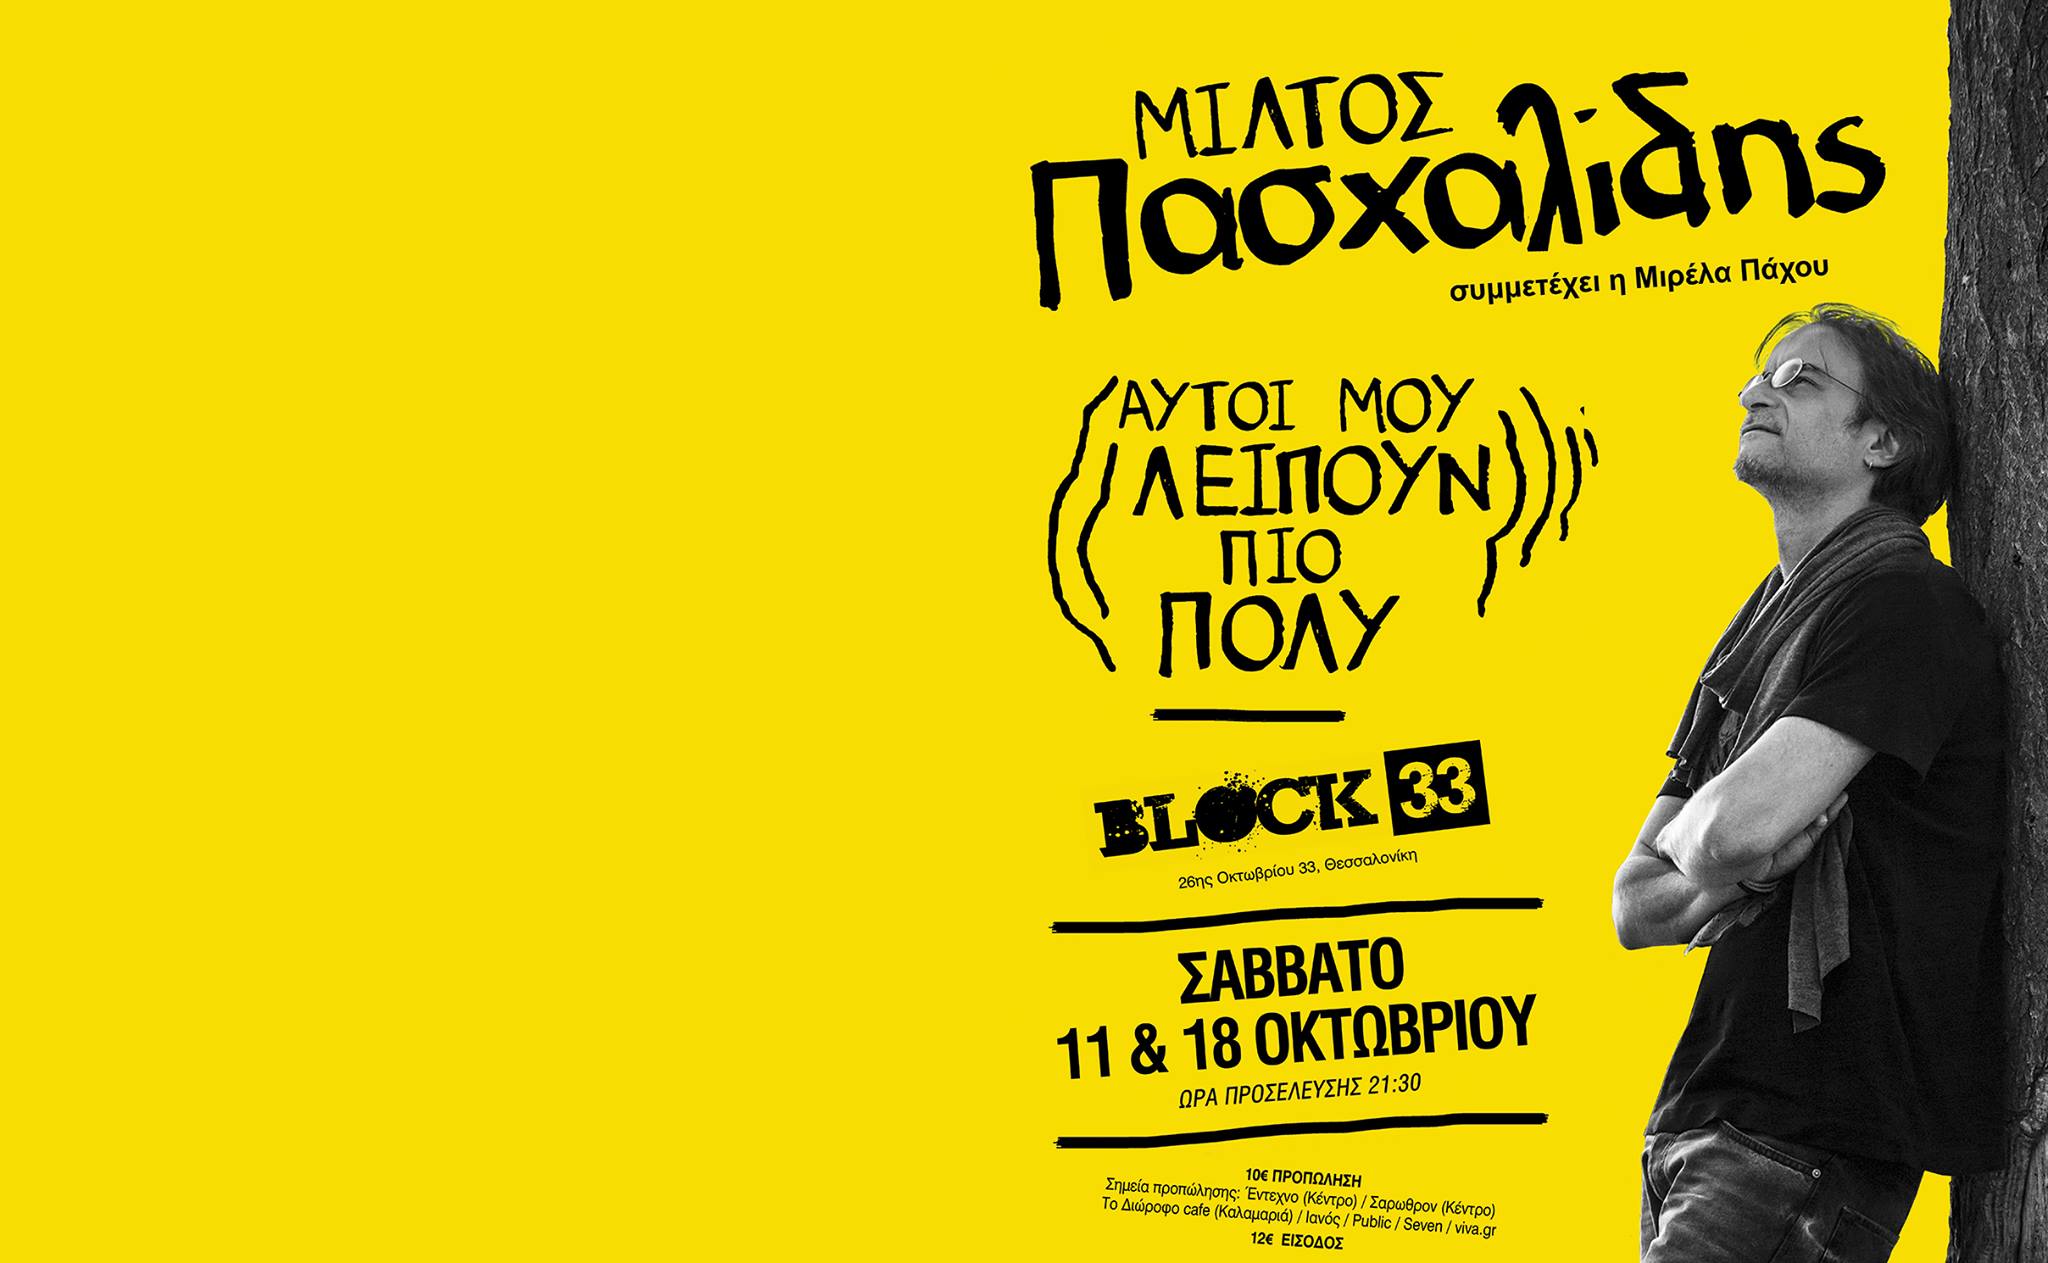 ΜΙΛΤΟΣ
Πασχαλίδης
συμμετέχει η Μιρέλα Πάχου
ΑΥΤΟΙ ΜΟΥ
ΛΕΙΠΟΥΝ
ΠΙΟ
ΠΟΛΥ
BLOCK 33
26ης Οκτωβρίου 33, Θεσσαλονίκη
ΣΑΒΒΑΤΟ
11 & 18 ΟΚΤΩΒΡΙΟΥ
ΩΡΑ ΠΡΟΣΕΛΕΥΣΗΣ 21:30
10€ ΠΡΟΠΩΛΗΣΗ
Σημεία προπώλησης: Έντεχνο (Κέντρο) / Σαρωθρον (Κέντρο)
Το Διώροφο cafe (Καλαμαριά) / Ιανός / Public / Seven / viva.gr
12€ ΕΙΣΟΔΟΣ